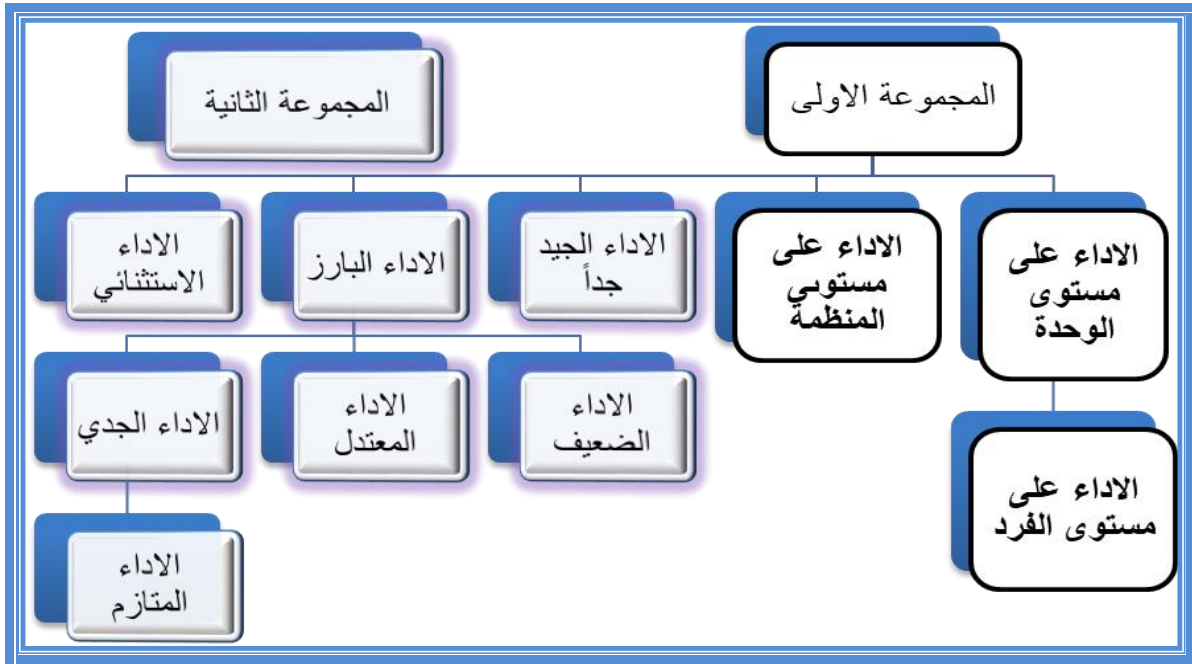 المجموعة الاولى
المجموعة الثانية
الاداء على
مستوى
الوحدة
الاداء على
مستوىي
المنظمة
الاداء الجيد
جداً
الاداء البارز
الاداء
الاستثنائي
الاداء على
مستوى الفرد
الاداء
الضعيف
الاداء
المعتدل
الاداء الجدي
الاداء
المتازم